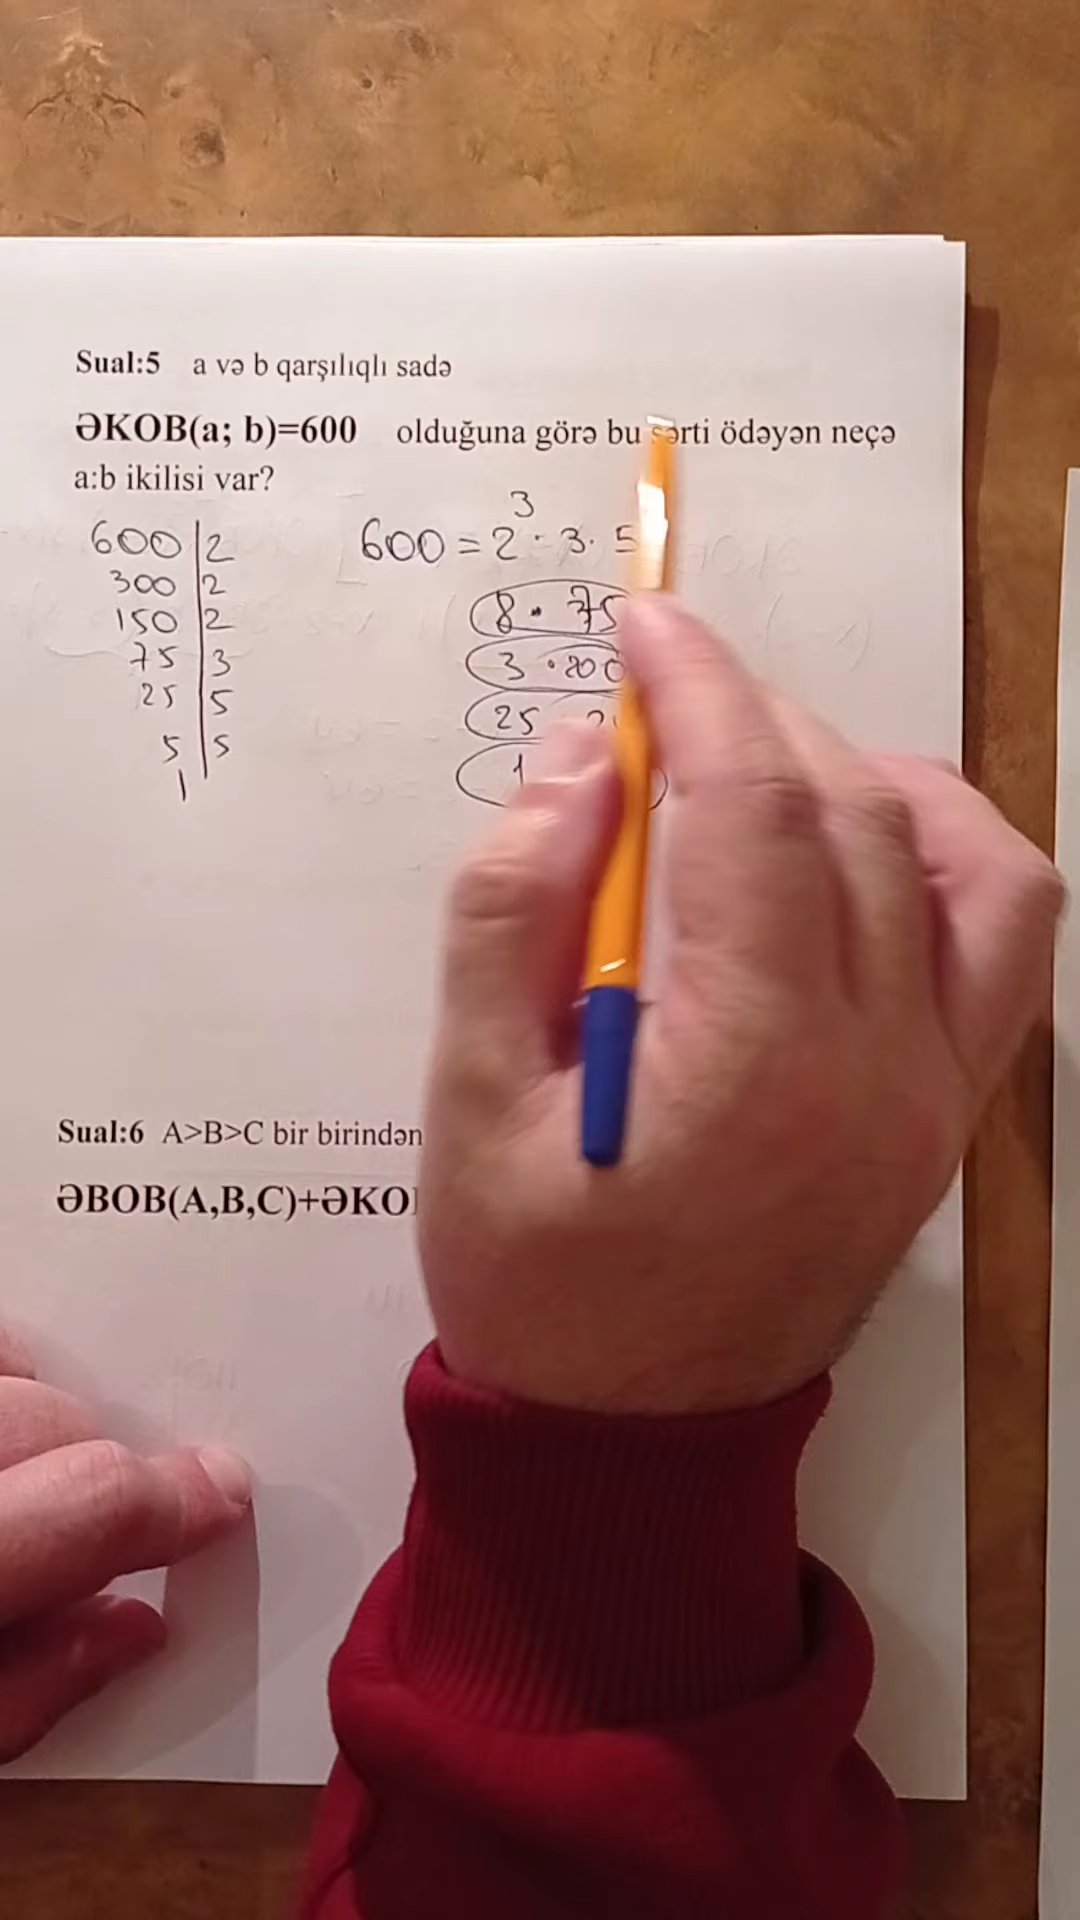 Sual:5 a və b qarşılıqlı sadə
ƏKOB(a; b)=600 olduğuna görə bu şərti ödəyən neçə
a:b ikilisi var?
600 | 2
300 | 2
150 | 2
75 | 3
25 | 5
5 | 5
1
600 = 2³ · 3 · 5
8 · 75
3 · 200
25
1
Sual:6 A>B>C bir birindən
ƏBOB(A,B,C)+ƏKO